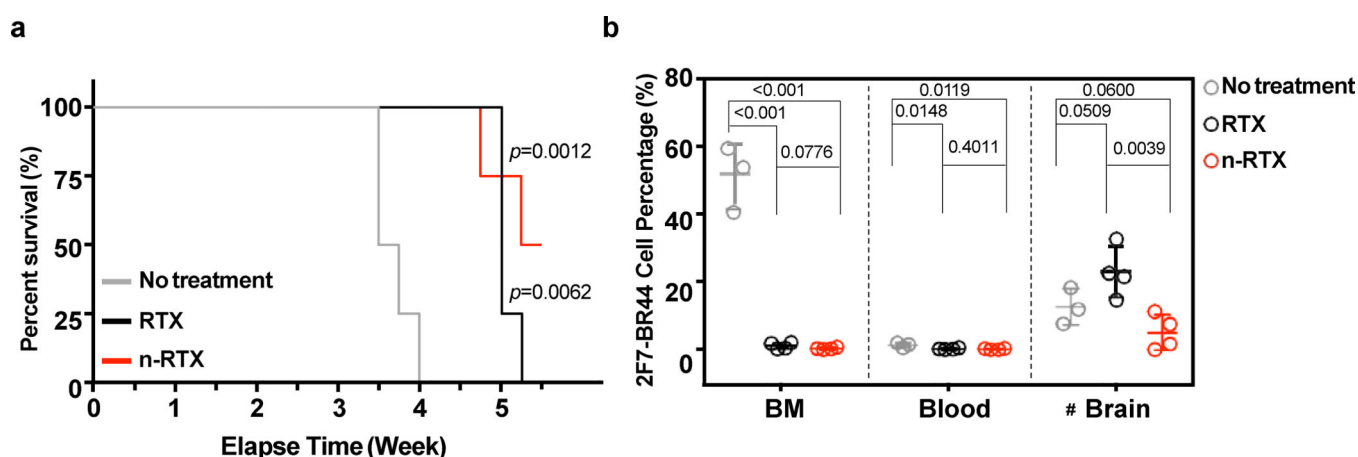 a
Percent survival (%)
100
75
50
25
0
0
1
2
3
4
5
Elapse Time (Week)
No treatment
RTX
n-RTX
p=0.0012
p=0.0062
b
2F7-BR44 Cell Percentage (%)
80
60
40
20
0
<0.001
<0.001
0.0776
0.0119
0.0148
0.4011
0.0600
0.0509
0.0039
BM
Blood
# Brain
No treatment
RTX
n-RTX